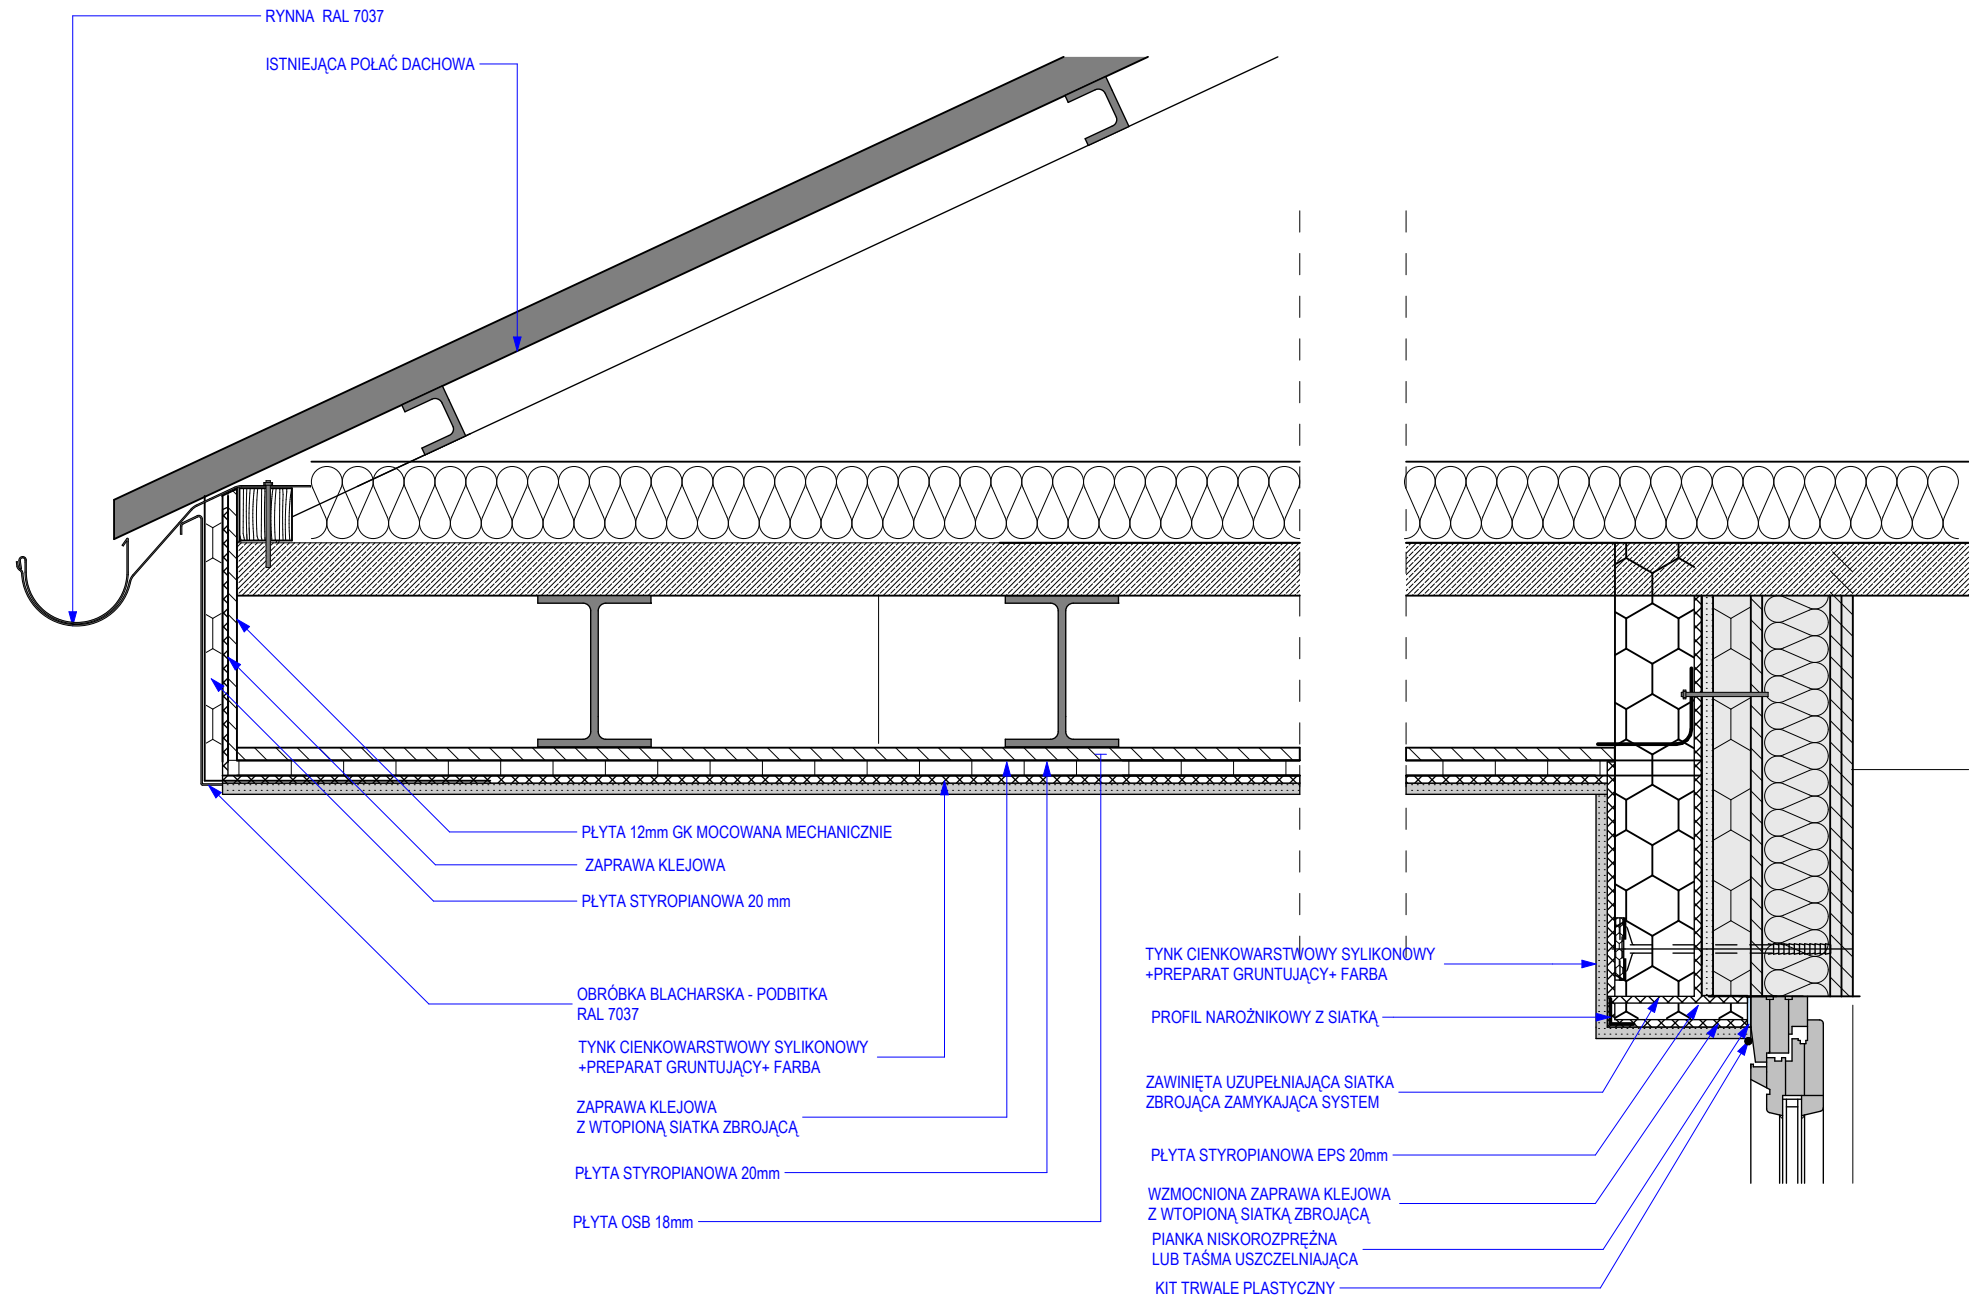 RYNNA RAL 7037
ISTNIEJĄCA POŁAĆ DACHOWA
PŁYTA 12mm GK MOCOWANA MECHANICZNIE
ZAPRAWA KLEJOWA
PŁYTA STYROPIANOWA 20 mm
OBRÓBKA BLACHARSKA - PODBITKA
RAL 7037
TYNK CIENKOWARSTWOWY SYLIKONOWY
+PREPARAT GRUNTUJĄCY+ FARBA
ZAPRAWA KLEJOWA
Z WTOPIONĄ SIATKA ZBROJĄCĄ
PŁYTA STYROPIANOWA 20mm
PŁYTA OSB 18mm
TYNK CIENKOWARSTWOWY SYLIKONOWY
+PREPARAT GRUNTUJĄCY+ FARBA
PROFIL NAROŻNIKOWY Z SIATKĄ
ZAWINIĘTA UZUPEŁNIAJĄCA SIATKA
ZBROJĄCA ZAMYKAJĄCA SYSTEM
PŁYTA STYROPIANOWA EPS 20mm
WZMOCNIONA ZAPRAWA KLEJOWA
Z WTOPIONĄ SIATKĄ ZBROJĄCĄ
PIANKA NISKOROZPRĘŻNA
LUB TAŚMA USZCZELNIAJĄCA
KIT TRWALE PLASTYCZNY